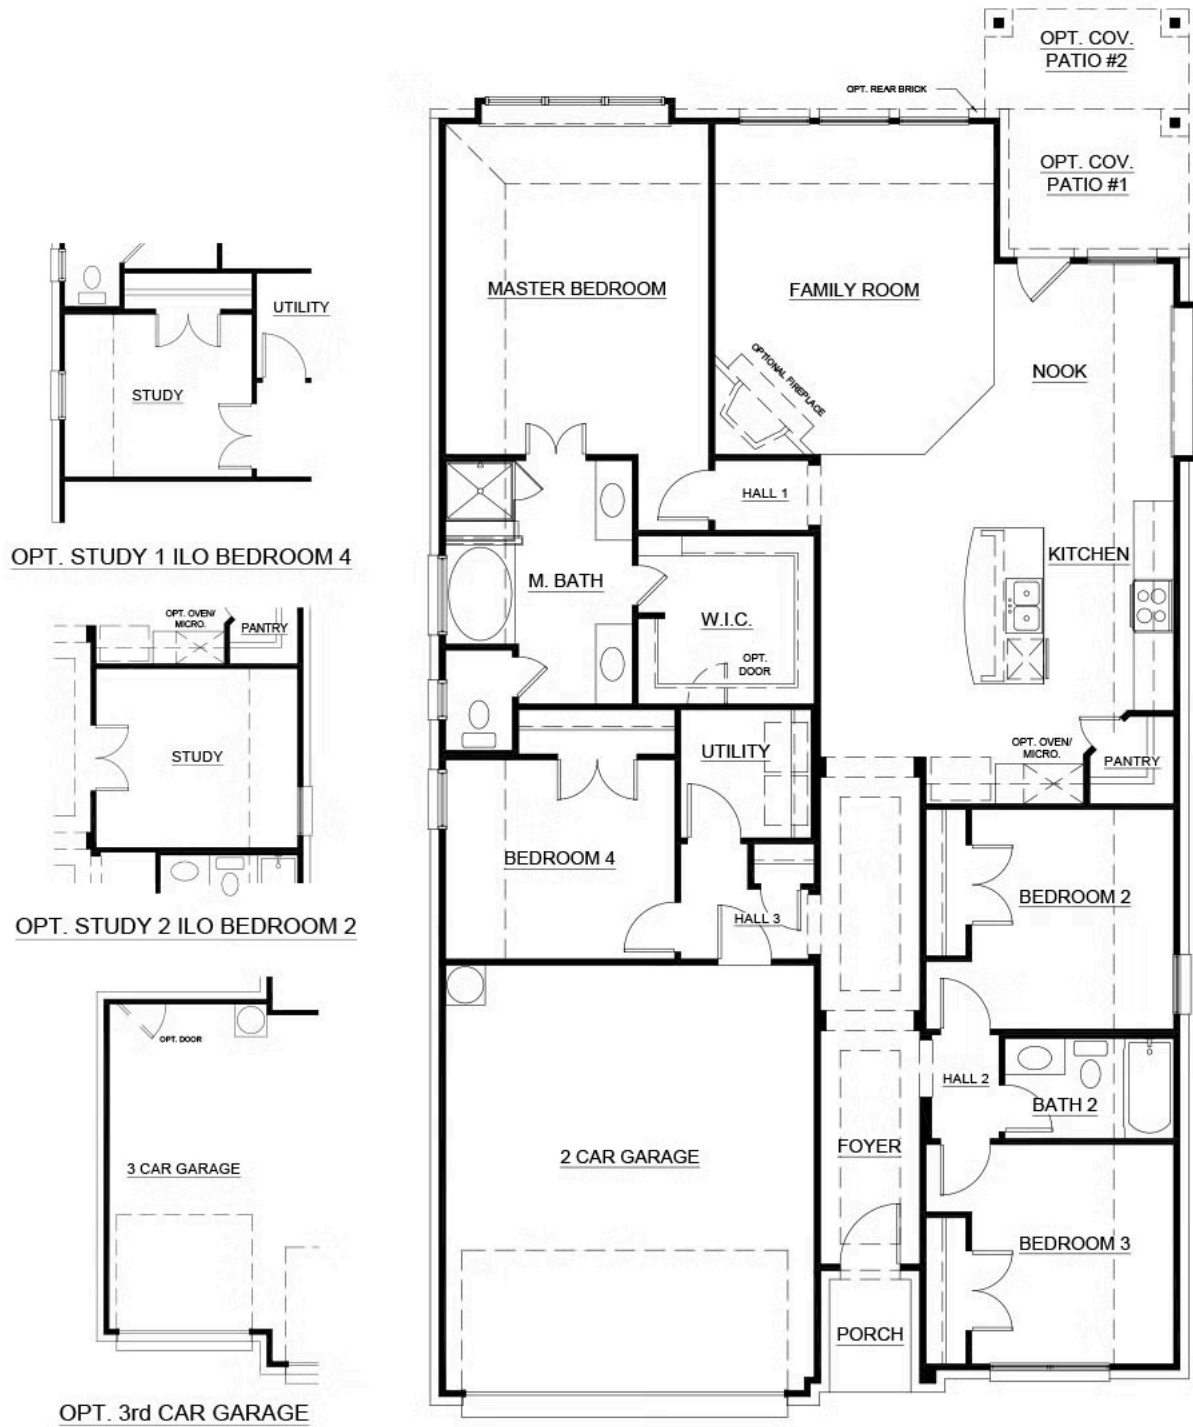 OPT. COV.
PATIO #2
OPT. REAR BRICK
OPT. COV.
PATIO #1
MASTER BEDROOM
FAMILY ROOM
OPTIONAL FIREPLACE
NOOK
HALL 1
KITCHEN
M. BATH
W.I.C.
OPT.
DOOR
UTILITY
OPT. OVEN/
MICRO.
PANTRY
BEDROOM 4
HALL 3
BEDROOM 2
HALL 2
BATH 2
FOYER
2 CAR GARAGE
BEDROOM 3
PORCH
UTILITY
STUDY
OPT. STUDY 1 ILO BEDROOM 4
OPT. OVEN/
MICRO.
PANTRY
STUDY
OPT. STUDY 2 ILO BEDROOM 2
OPT. DOOR
3 CAR GARAGE
OPT. 3rd CAR GARAGE